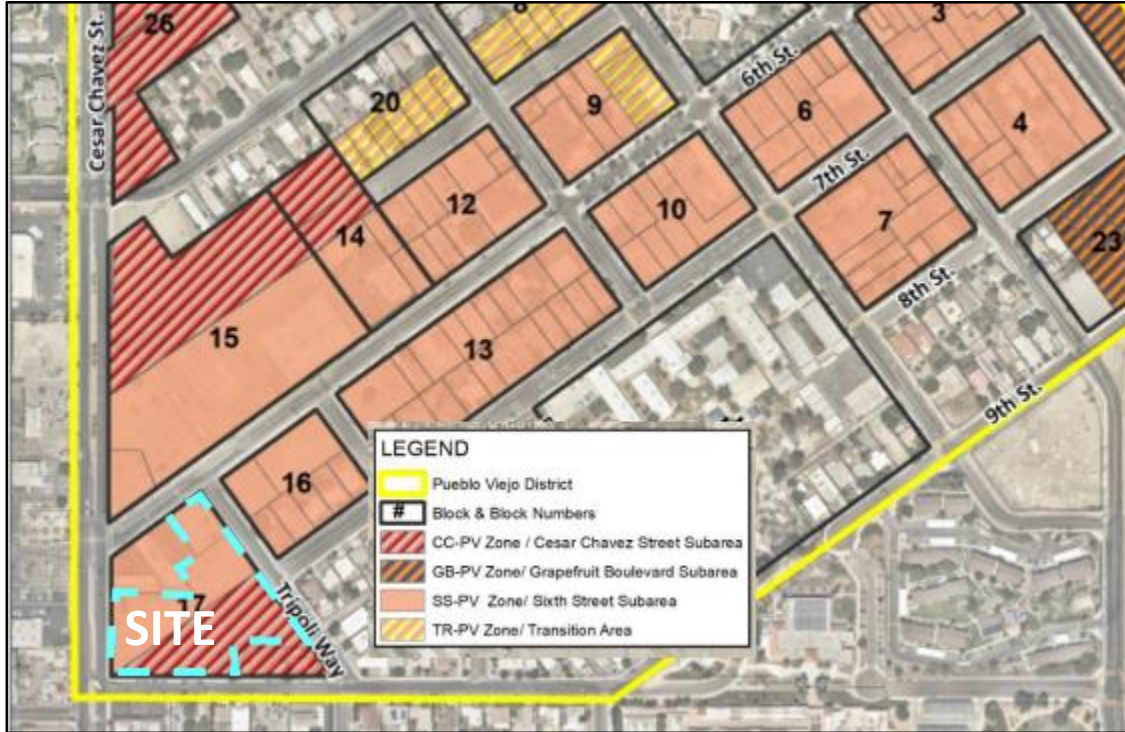 26
8
3
Cesar Chavez St.
20
9
6th St.
6
4
12
10
7th St.
14
7
23
8th St.
15
13
9th St.
16
17
SITE
Tripoli Way
LEGEND
Pueblo Viejo District
# Block & Block Numbers
CC-PV Zone / Cesar Chavez Street Subarea
GB-PV Zone/ Grapefruit Boulevard Subarea
SS-PV Zone/ Sixth Street Subarea
TR-PV Zone/ Transition Area